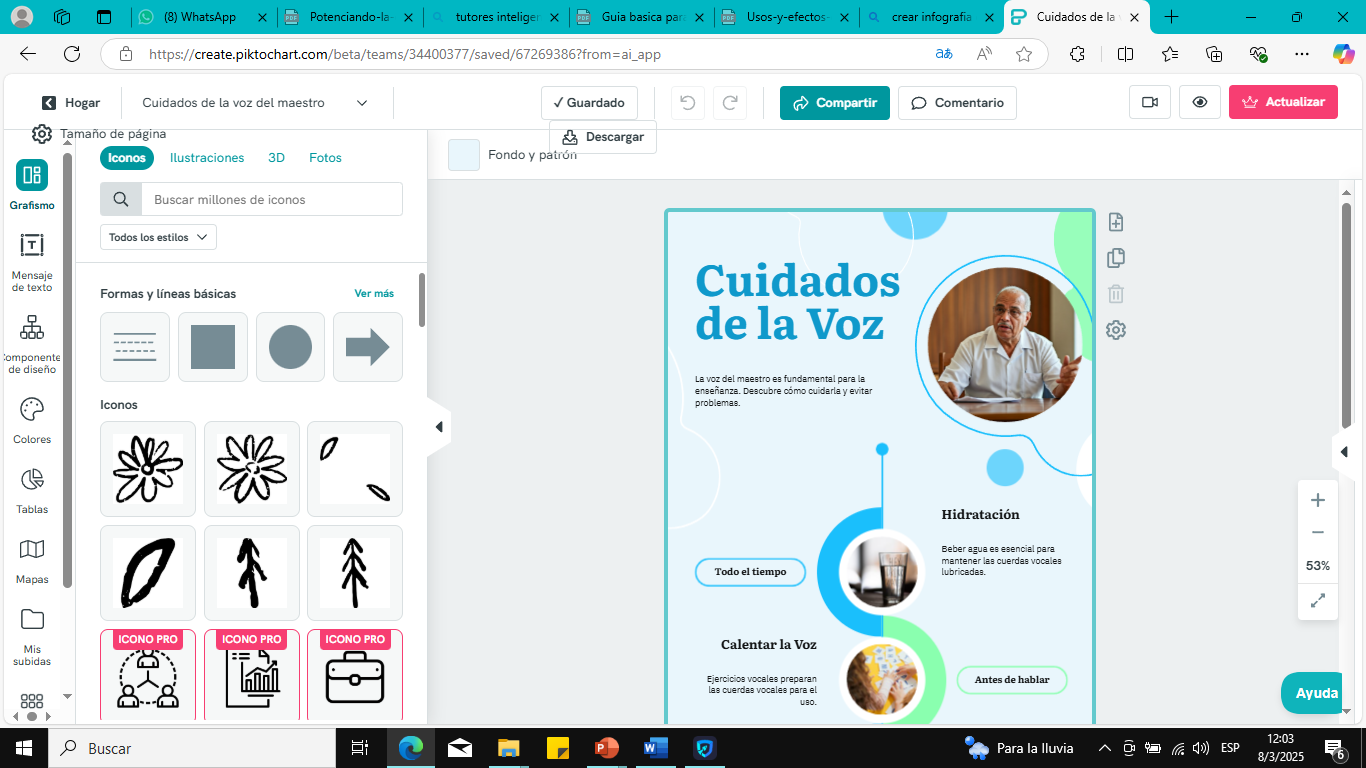 (8) WhatsApp
Potenciando-la-
tutores inteliger
Guia basica para
Usos-y-efectos-
crear infografia
Cuidados de la v
https://create.piktochart.com/beta/teams/34400377/saved/67269386?from=ai_app
Hogar
Cuidados de la voz del maestro
✓ Guardado
Compartir
Comentario
Actualizar
Tamaño de página
Descargar
Fondo y patrón
Grafismo
Mensaje
de texto
Componente
de diseño
Colores
Tablas
Mapas
Mis
subidas
Iconos
Ilustraciones
3D
Fotos
Buscar millones de iconos
Todos los estilos
Formas y líneas básicas
Ver más
Iconos
ICONO PRO
ICONO PRO
ICONO PRO
Cuidados
de la Voz
La voz del maestro es fundamental para la
enseñanza. Descubre cómo cuidarla y evitar
problemas.
Hidratación
Beber agua es esencial para
mantener las cuerdas vocales
lubricadas.
Todo el tiempo
Calentar la Voz
Ejercicios vocales preparan
las cuerdas vocales para el
uso.
Antes de hablar
53%
Ayuda
Buscar
Para la lluvia
ESP
12:03
8/3/2025
6